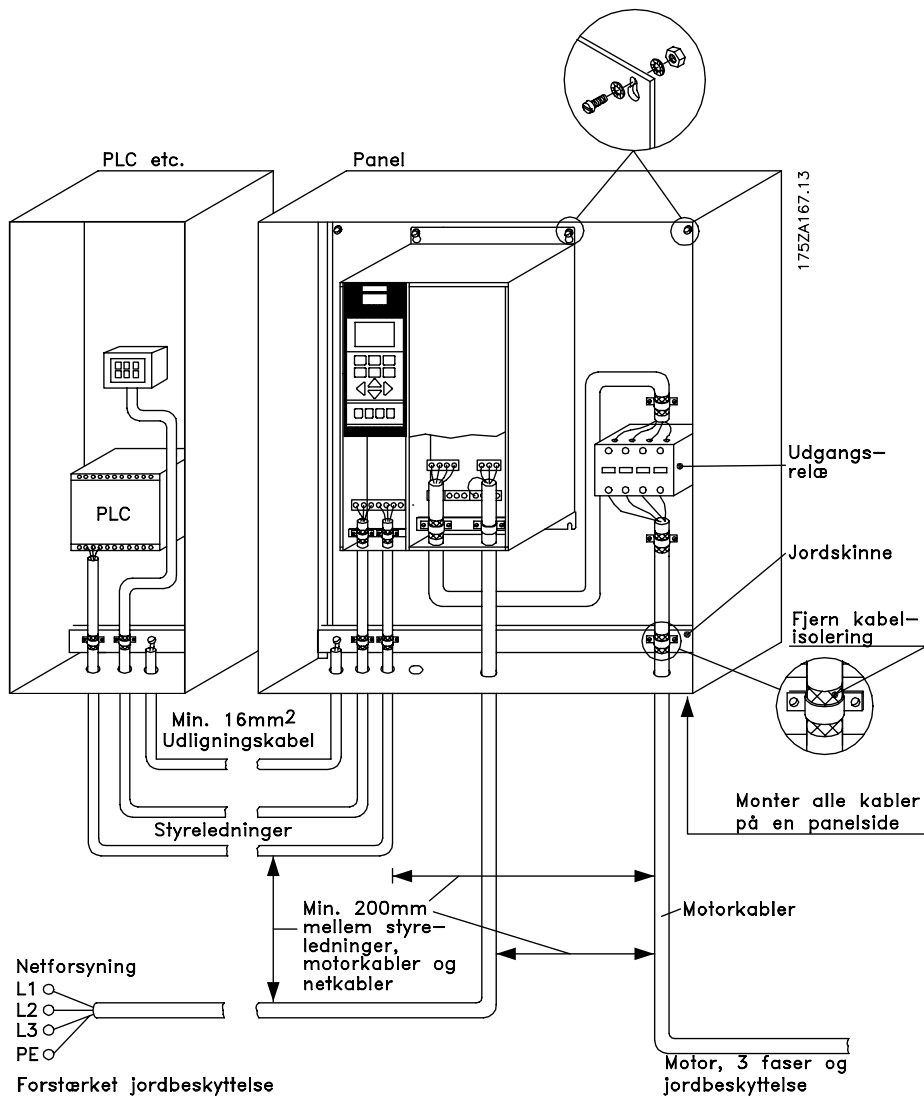 PLC etc.
Panel
175ZA167.13
PLC
Udgangs-
relæ
Jordskinne
Fjern kabel-
isolering
Min. 16mm2
Udligningskabel
Monter alle kabler
på en panelside
Styreledninger
Min. 200mm
mellem styre-
ledninger,
motorkabler og
netkabler
Motorkabler
Netforsyning
L1
L2
L3
PE
Forstærket jordbeskyttelse
Motor, 3 faser og
jordbeskyttelse